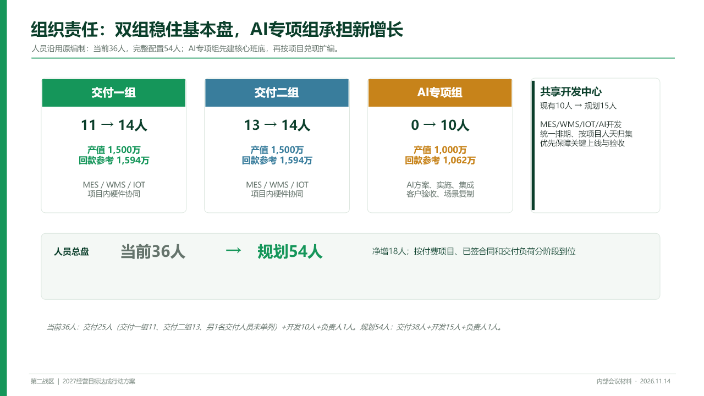 组织责任：双组稳住基本盘，AI专项组承担新增长
人员沿用原编制：当前36人，完整配置54人；AI专项组先建核心班底，再按项目兑现扩编。
交付一组
11 → 14人
产值 1,500万
回款参考 1,594万
MES / WMS / IOT
项目内硬件协同
交付二组
13 → 14人
产值 1,500万
回款参考 1,594万
MES / WMS / IOT
项目内硬件协同
AI专项组
0 → 10人
产值 1,000万
回款参考 1,062万
AI方案、实施、集成
客户验收、场景复制
共享开发中心
现有10人 → 规划15人
MES/WMS/IOT/AI开发
统一排期、按项目人天归集
优先保障关键上线与验收
人员总盘
当前36人
→
规划54人
净增18人：按付费项目、已签合同和交付负荷分阶段到位
当前36人：交付25人（交付一组11、交付二组13、另1名交付人员未单列）+开发10人+负责人1人。规划54人：交付38人+开发15人+负责人1人。
第二战区 | 2027经营目标达成行动方案
内部会议材料 · 2026.11.14